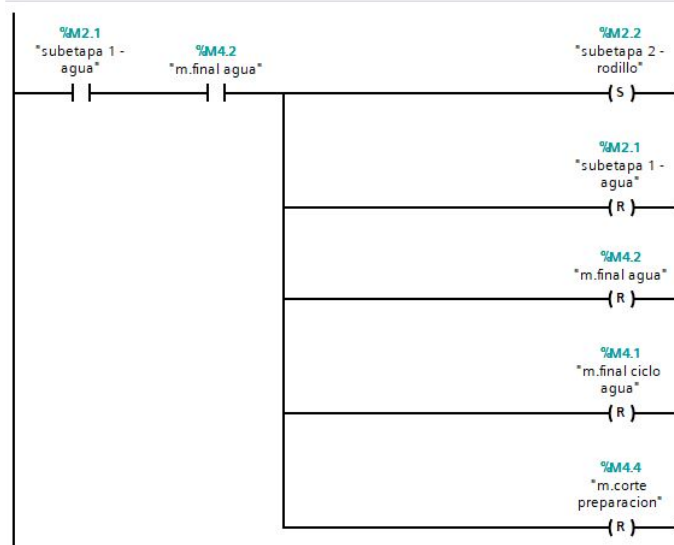 %M2.1
"subetapa 1 -
agua"
%M4.2
"m.final agua"
%M2.2
"subetapa 2 -
rodillo"
S
%M2.1
"subetapa 1 -
agua"
R
%M4.2
"m.final agua"
R
%M4.1
"m.final ciclo
agua"
R
%M4.4
"m.corte
preparacion"
R